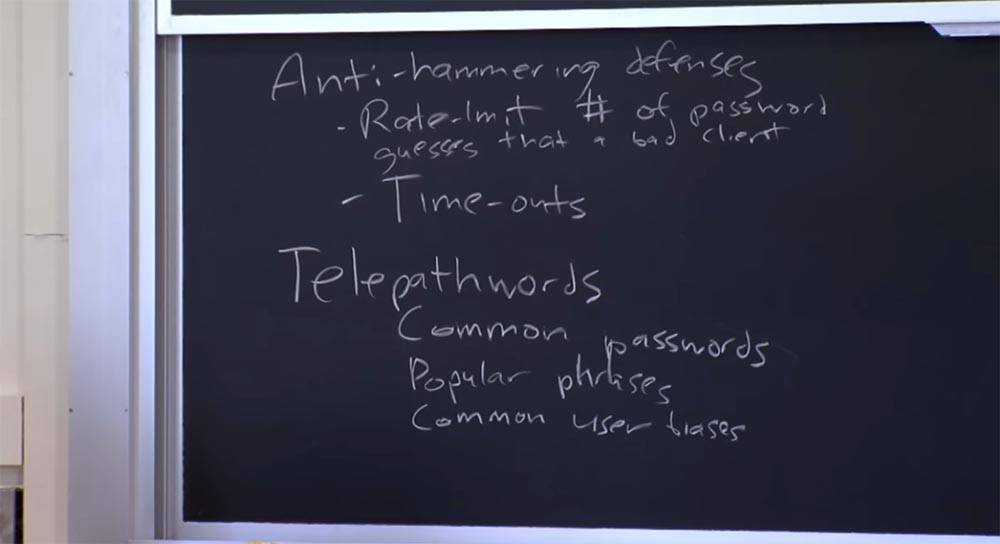 Anti-hammering defenses
- Rate-limit # of password
guesses that a bad client
- Time-outs
Telepathwords
Common passwords
Popular phrases
Common user biases